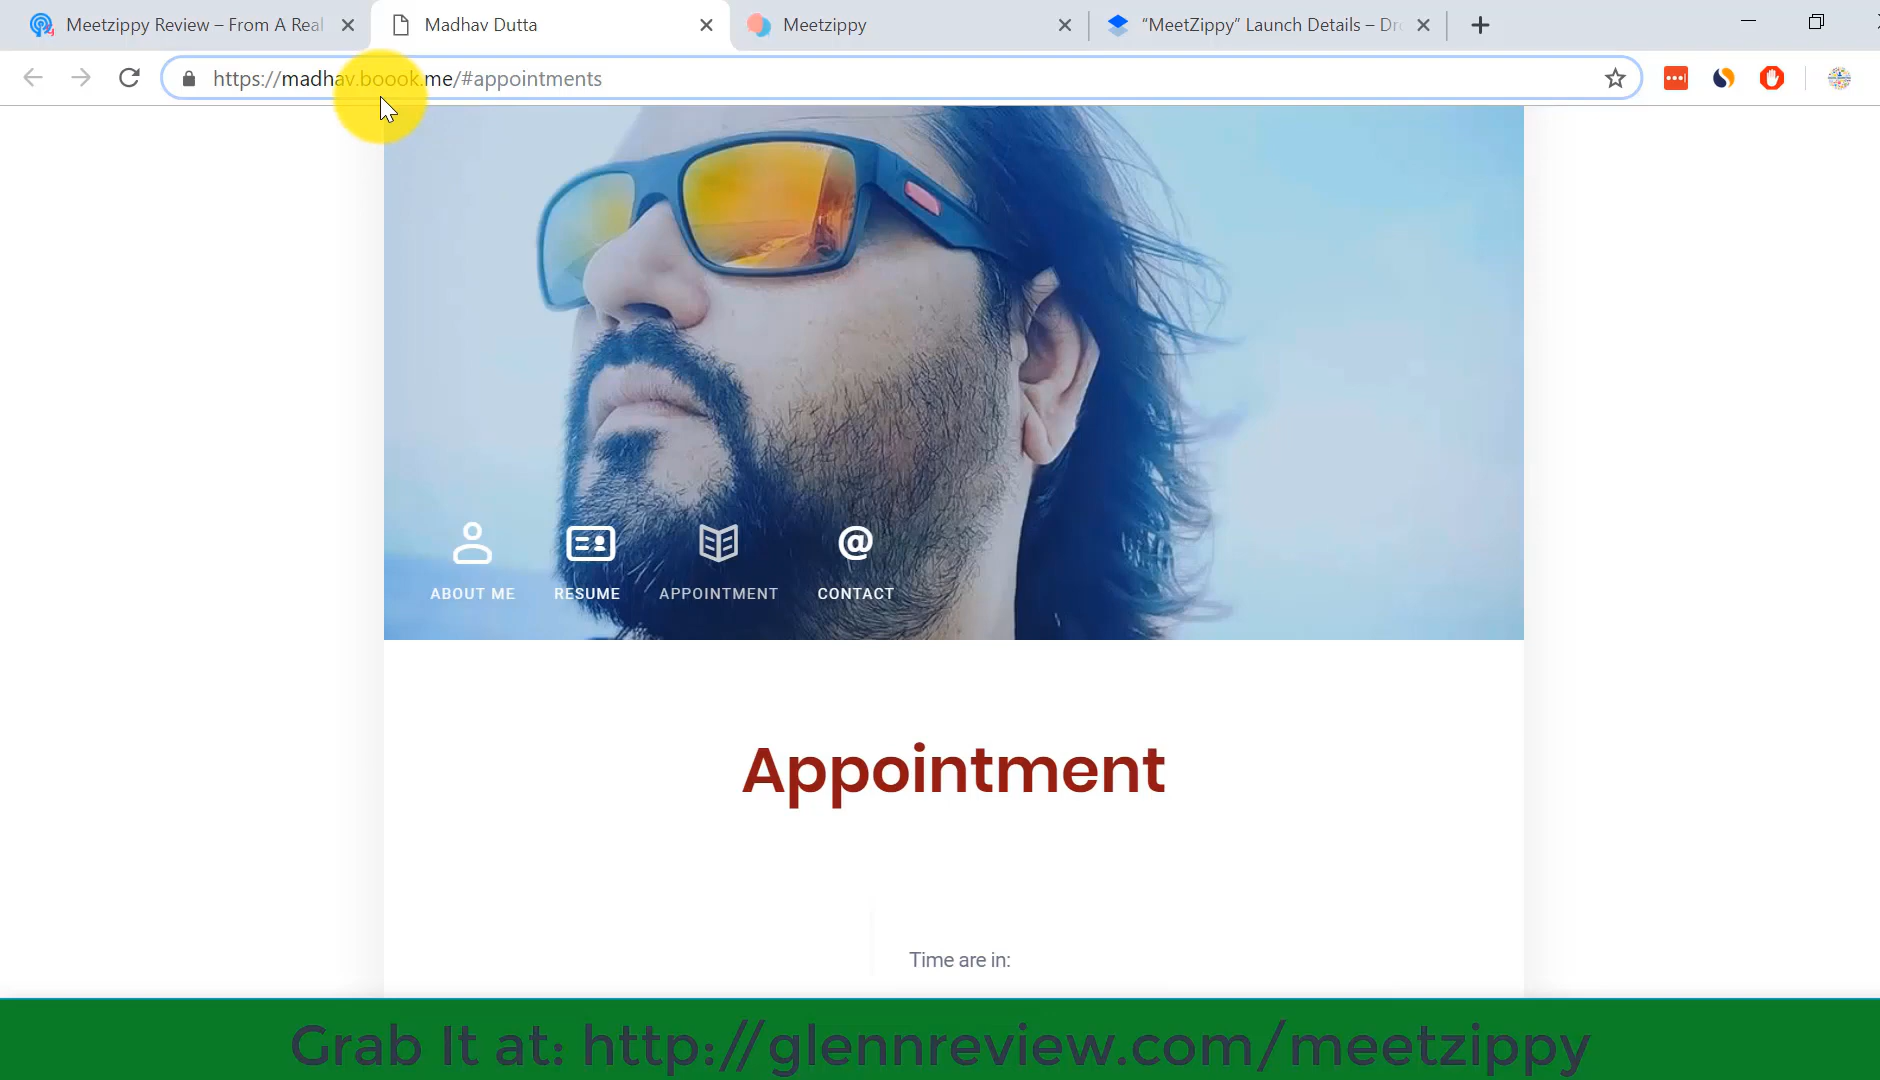 Meetzippy Review – From A Real
Madhav Dutta
Meetzippy
“MeetZippy” Launch Details – Dro
https://madhav.boook.me/#appointments
ABOUT ME
RESUME
APPOINTMENT
CONTACT
Appointment
Time are in:
Grab It at: http://glennreview.com/meetzippy